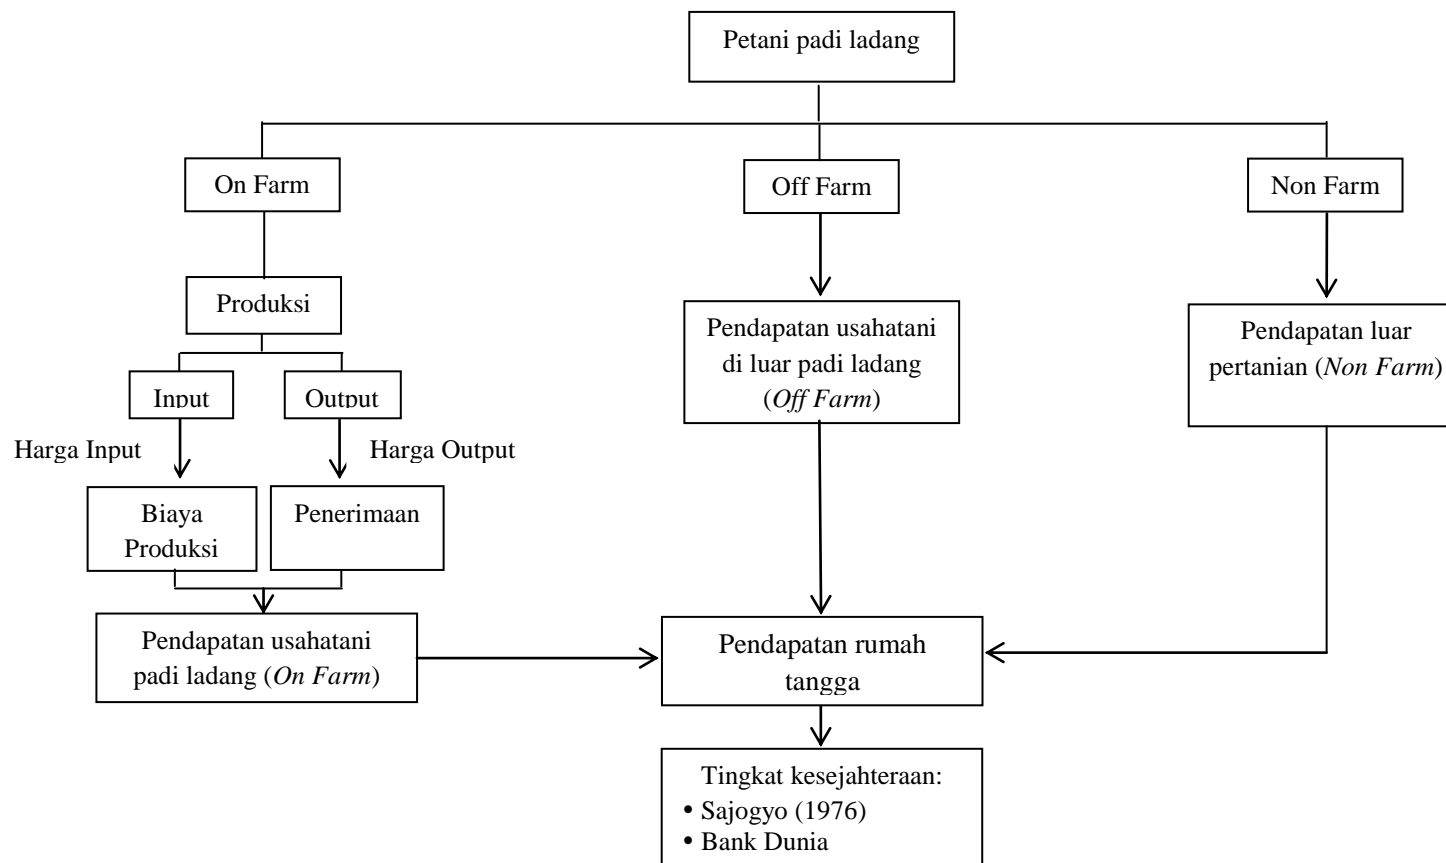 Petani padi ladang
On Farm
Off Farm
Non Farm
Produksi
Pendapatan usahatani
di luar padi ladang
(Off Farm)
Pendapatan luar
pertanian (Non Farm)
Input
Output
Harga Input
Harga Output
Biaya
Produksi
Penerimaan
Pendapatan usahatani
padi ladang (On Farm)
Pendapatan rumah
tangga
Tingkat kesejahteraan:
• Sajogyo (1976)
• Bank Dunia